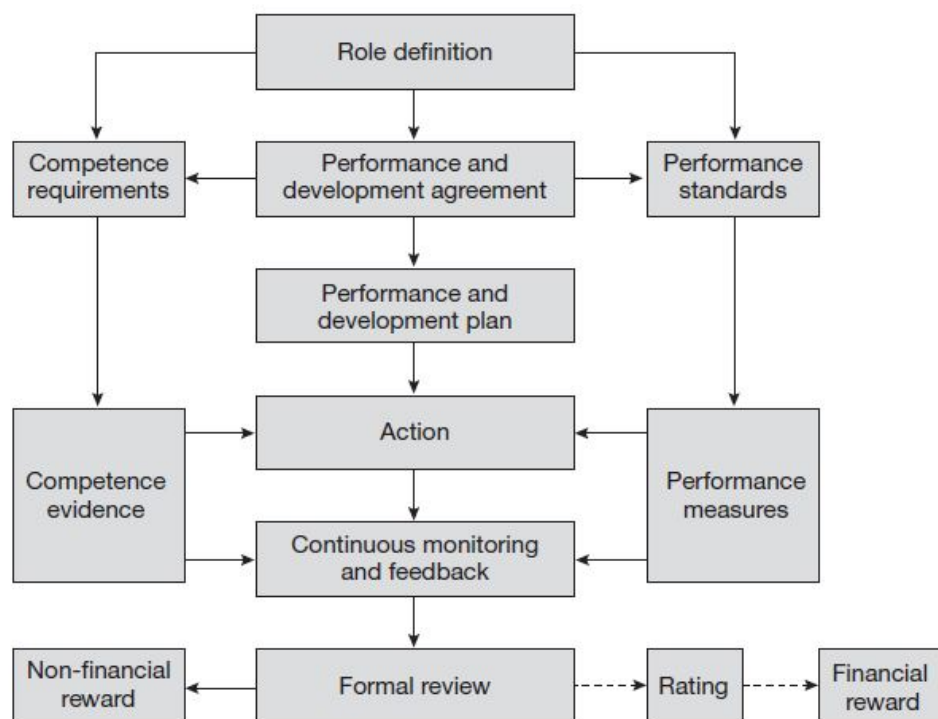 Role definition
Competence
requirements
Performance and
development agreement
Performance
standards
Performance and
development plan
Action
Competence
evidence
Performance
measures
Continuous monitoring
and feedback
Non-financial
reward
Formal review
Rating
Financial
reward